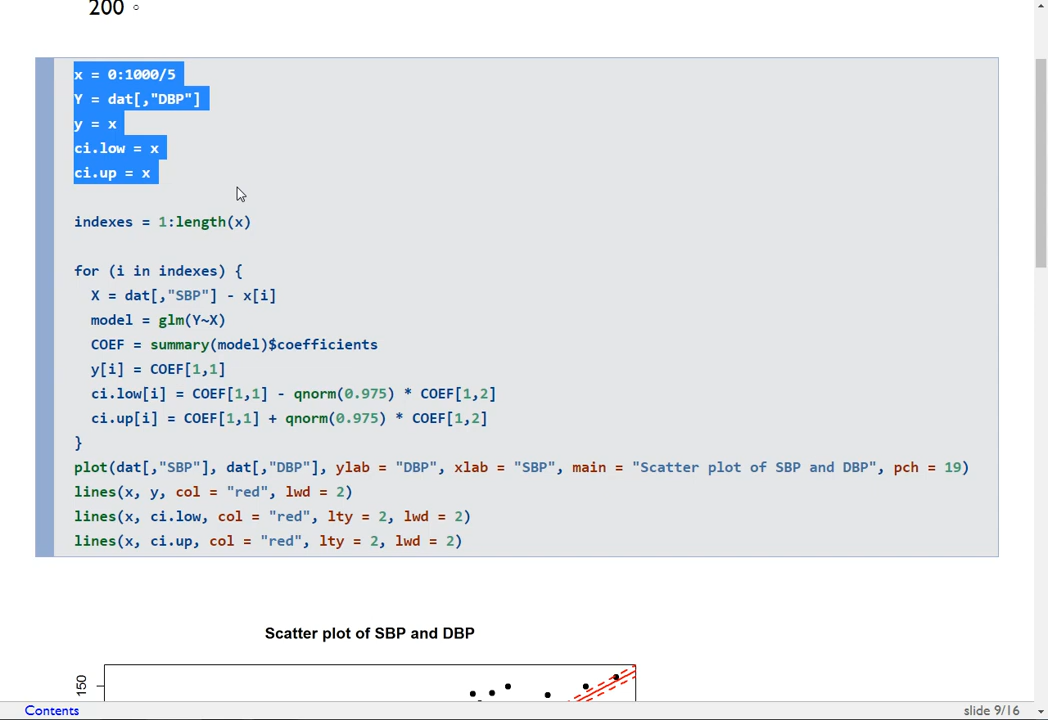 200 。
x = 0:1000/5
Y = dat[,"DBP"]
y = x
ci.low = x
ci.up = x
indexes = 1:length(x)
for (i in indexes) {
X = dat[,"SBP"] - x[i]
model = glm(Y~X)
COEF = summary(model)$coefficients
y[i] = COEF[1,1]
ci.low[i] = COEF[1,1] - qnorm(0.975) * COEF[1,2]
ci.up[i] = COEF[1,1] + qnorm(0.975) * COEF[1,2]
}
plot(dat[,"SBP"], dat[,"DBP"], ylab = "DBP", xlab = "SBP", main = "Scatter plot of SBP and DBP", pch = 19)
lines(x, y, col = "red", lwd = 2)
lines(x, ci.low, col = "red", lty = 2, lwd = 2)
lines(x, ci.up, col = "red", lty = 2, lwd = 2)
Scatter plot of SBP and DBP
150
Contents
slide 9/16